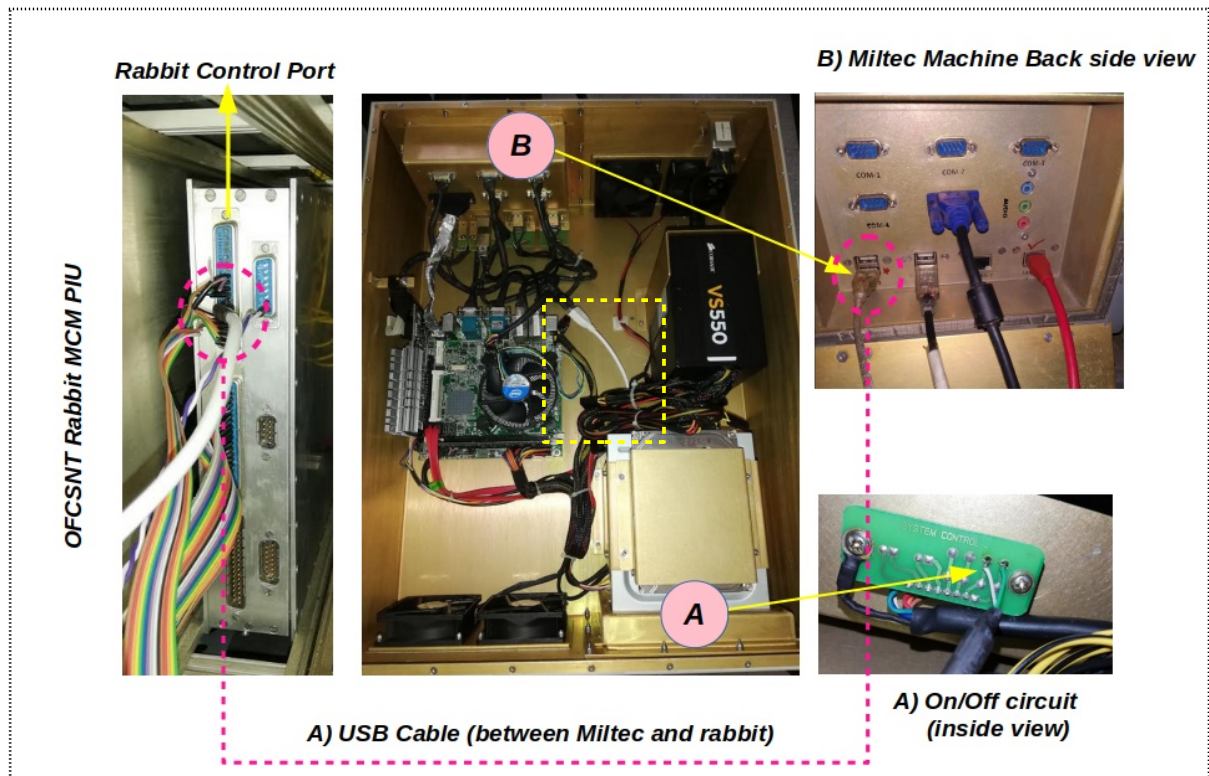 Rabbit Control Port
B) Miltec Machine Back side view
OFCSNT Rabbit MCM PIU
B
COM-1
COM-2
COM-3
COM-4
AUDIO
VS550
SYSTEM CONTROL
A
A) On/Off circuit
(inside view)
A) USB Cable (between Miltec and rabbit)